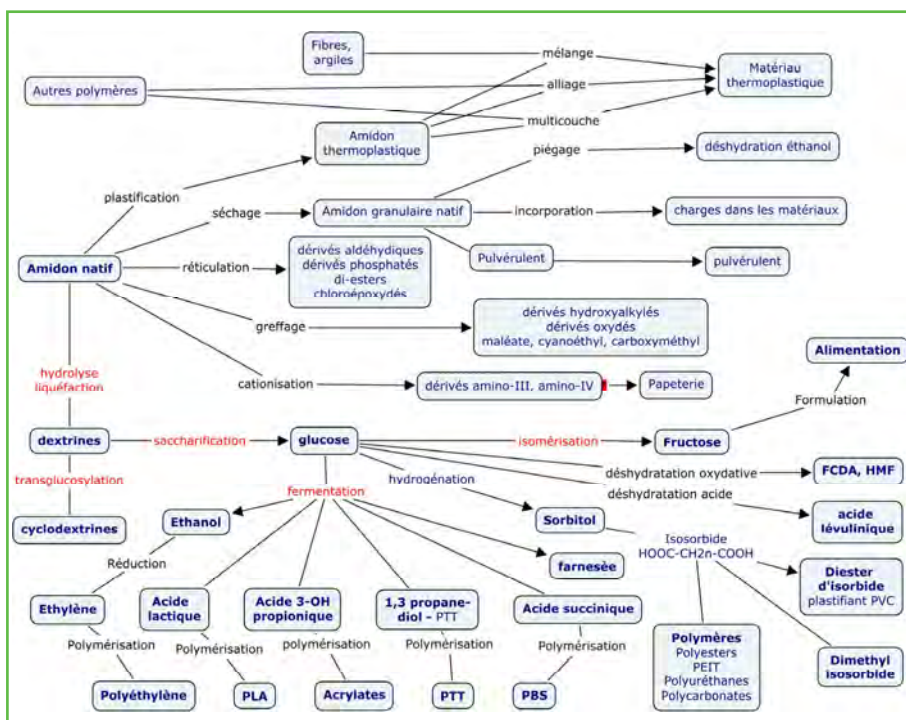 Fibres,
argiles
mélange
Matériau
thermoplastique
Autres polymères
alliage
multicouche
Amidon
thermoplastique
piégage
déshydration éthanol
plastification
séchage
Amidon granulaire natif
incorporation
charges dans les matériaux
Amidon natif
réticulation
dérivés aldéhydiques
dérivés phosphatés
di-esters
chloroépoxydés
Pulvérulent
pulvérulent
greffage
dérivés hydroxyalkylés
dérivés oxydés
maléate, cyanoéthyl, carboxyméthyl
Alimentation
hydrolyse
liquéfaction
cationisation
dérivés amino-III, amino-IV
Papeterie
Formulation
dextrines
saccharification
glucose
isomérisation
Fructose
transglucosylation
fermentation
hydrogénation
déshydratation oxydative
FCDA, HMF
déshydratation acide
cyclodextrines
Ethanol
Sorbitol
acide
lévulinique
Isosorbide
HOOC-CH2n-COOH
Réduction
farnesèe
Diester
d'isorbide
plastifiant PVC
Ethylène
Acide
lactique
Acide 3-OH
propionique
1,3 propane-
diol - PTT
Acide succinique
Polymérisation
Polymérisation
polymérisation
Polymérisation
Polymérisation
Polymères
Polyesters
PEIT
Polyuréthanes
Polycarbonates
Dimethyl
isosorbide
Polyéthylène
PLA
Acrylates
PTT
PBS